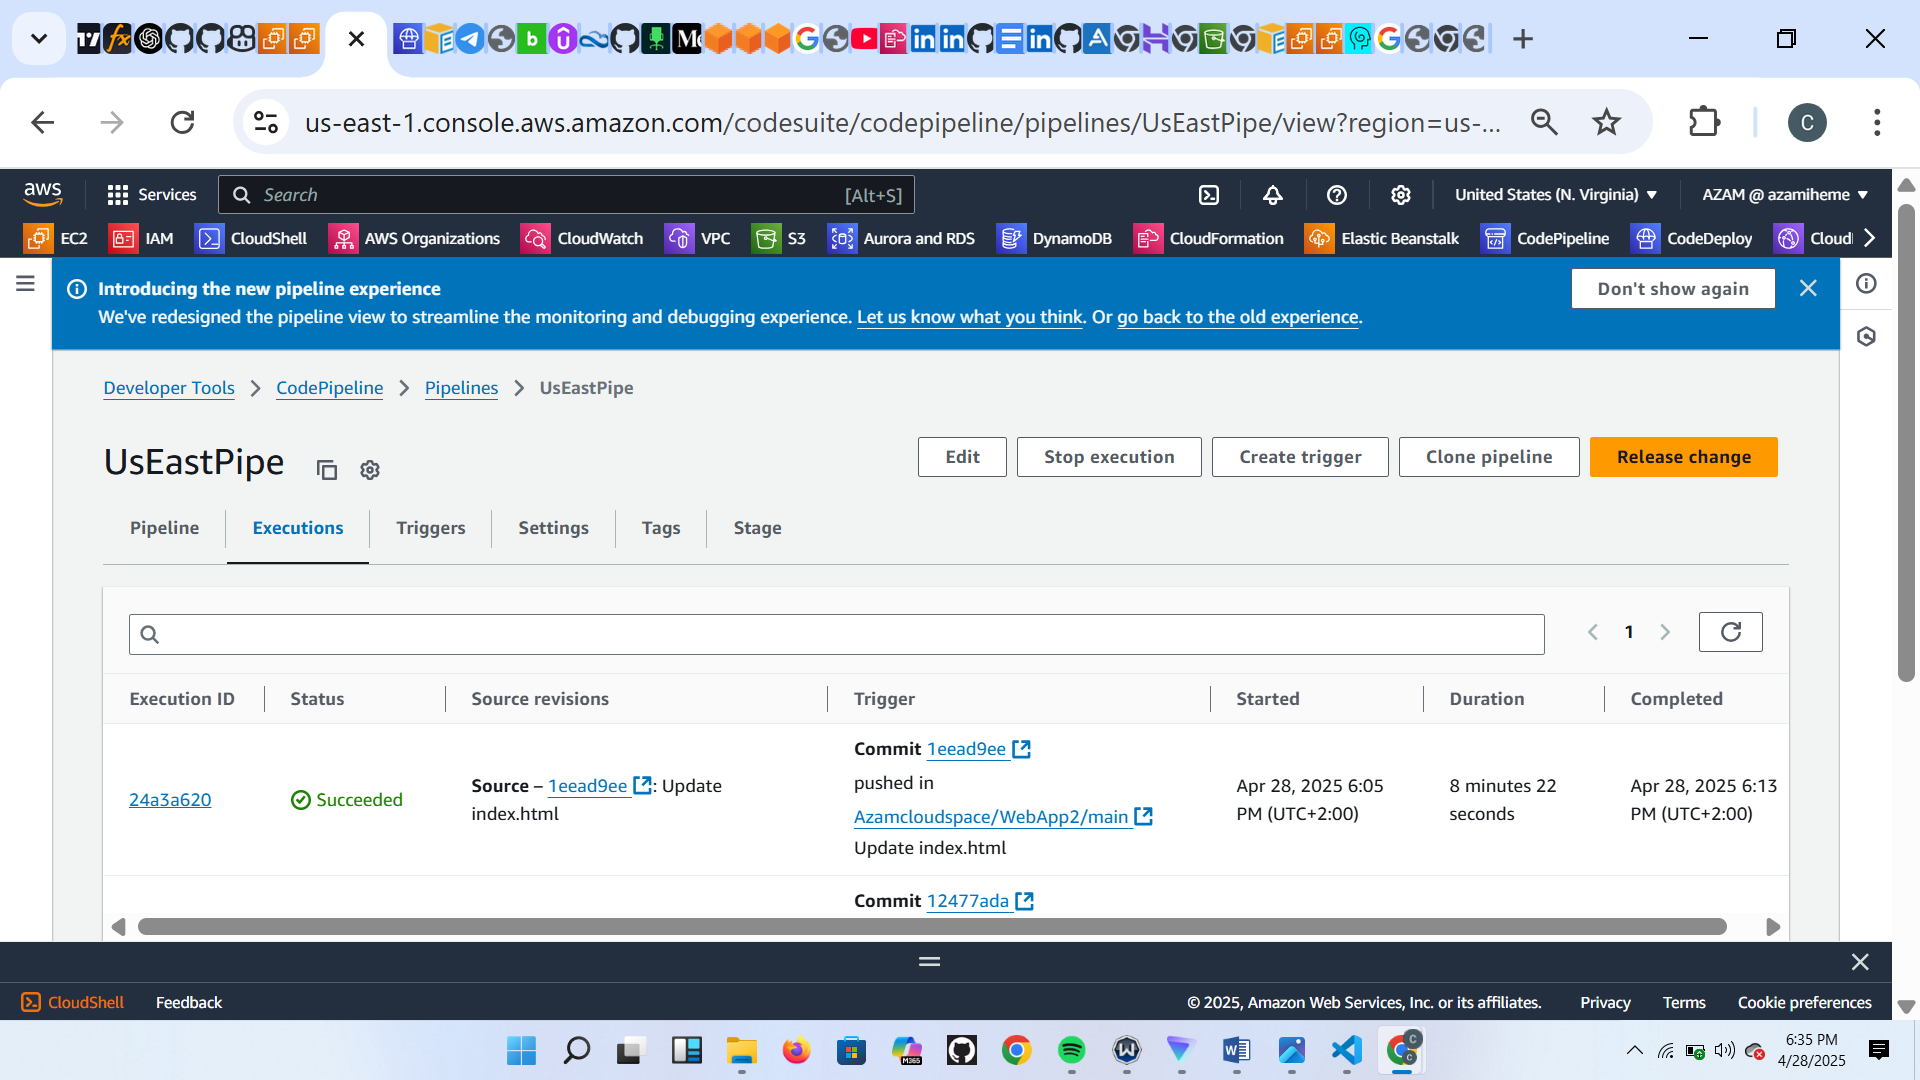 us-east-1.console.aws.amazon.com/codesuite/codepipeline/pipelines/UsEastPipe/view?region=us-...
C
aws
Services
Search
[Alt+S]
United States (N. Virginia)
AZAM @ azamiheme
EC2
IAM
CloudShell
AWS Organizations
CloudWatch
VPC
S3
Aurora and RDS
DynamoDB
CloudFormation
Elastic Beanstalk
CodePipeline
CodeDeploy
Introducing the new pipeline experience
We've redesigned the pipeline view to streamline the monitoring and debugging experience. Let us know what you think. Or go back to the old experience.
Don't show again
Developer Tools
CodePipeline
Pipelines
UsEastPipe
UsEastPipe
Edit
Stop execution
Create trigger
Clone pipeline
Release change
Pipeline
Executions
Triggers
Settings
Tags
Stage
1
Execution ID
Status
Source revisions
Trigger
Started
Duration
Completed
24a3a620
Succeeded
Source – 1eead9ee : Update
index.html
Commit 1eead9ee
pushed in
Azamcloudspace/WebApp2/main
Update index.html
Apr 28, 2025 6:05
PM (UTC+2:00)
8 minutes 22
seconds
Apr 28, 2025 6:13
PM (UTC+2:00)
Commit 12477ada
CloudShell
Feedback
© 2025, Amazon Web Services, Inc. or its affiliates.
Privacy
Terms
Cookie preferences
6:35 PM
4/28/2025